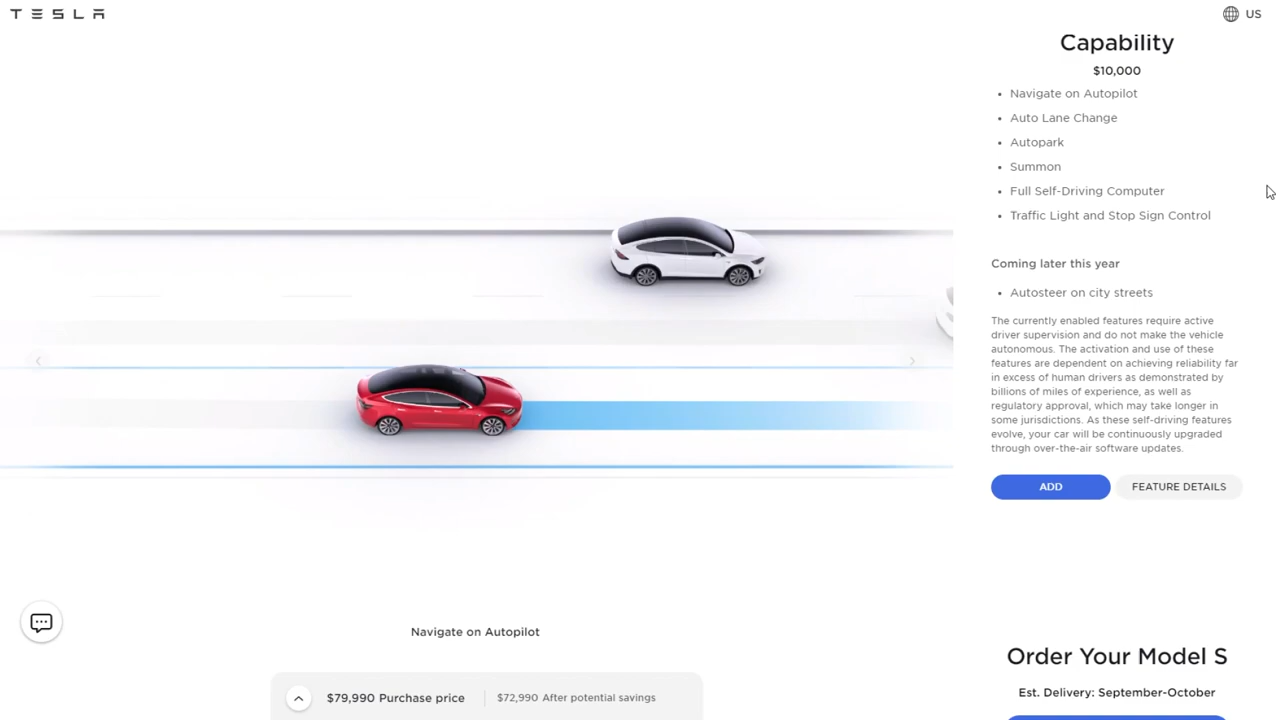 TESLA
US
Capability
$10,000
• Navigate on Autopilot
• Auto Lane Change
• Autopark
• Summon
• Full Self-Driving Computer
• Traffic Light and Stop Sign Control
Coming later this year
• Autosteer on city streets
The currently enabled features require active
driver supervision and do not make the vehicle
autonomous. The activation and use of these
features are dependent on achieving reliability far
in excess of human drivers as demonstrated by
billions of miles of experience, as well as
regulatory approval, which may take longer in
some jurisdictions. As these self-driving features
evolve, your car will be continuously upgraded
through over-the-air software updates.
ADD
FEATURE DETAILS
Navigate on Autopilot
$79,990 Purchase price
$72,990 After potential savings
Order Your Model S
Est. Delivery: September-October